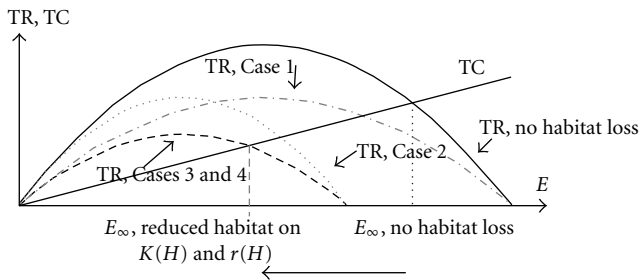 TR, TC
TR, Case 1
TC
TR, no habitat loss
TR, Case 2
TR, Cases 3 and 4
E
E∞, reduced habitat on
K(H) and r(H)
E∞, no habitat loss